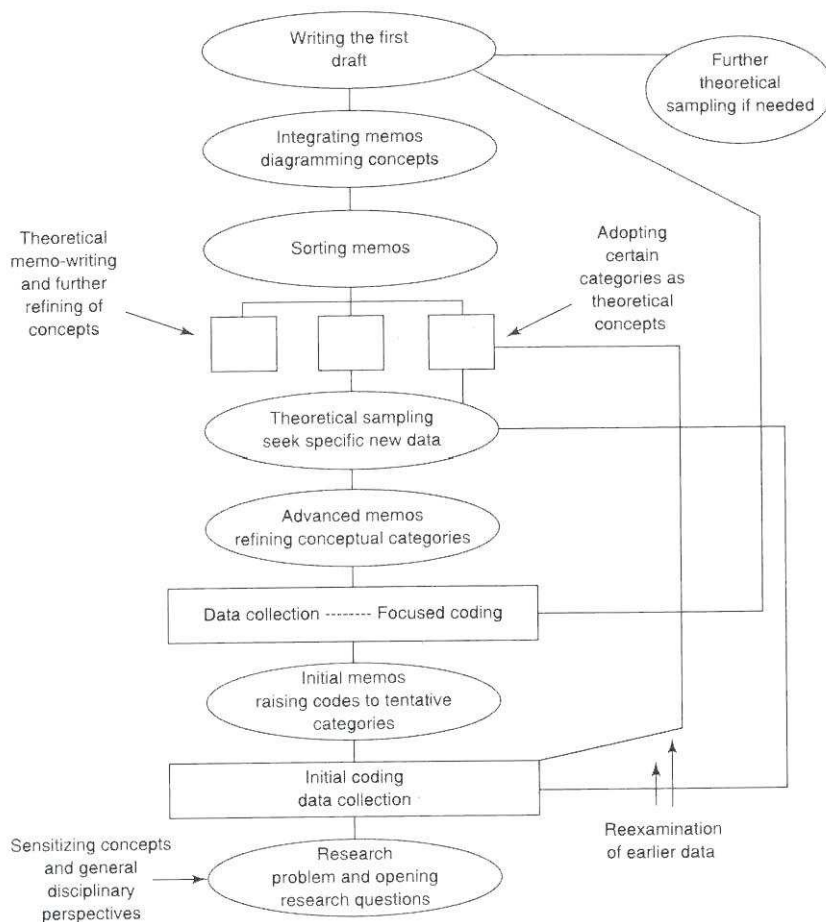 Writing the first
draft
Further
theoretical
sampling if needed
Integrating memos
diagramming concepts
Theoretical
memo-writing
and further
refining of
concepts
Sorting memos
Adopting
certain
categories as
theoretical
concepts
Theoretical sampling
seek specific new data
Advanced memos
refining conceptual categories
Data collection ------- Focused coding
Initial memos
raising codes to tentative
categories
Initial coding
data collection
Reexamination
of earlier data
Sensitizing concepts
and general
disciplinary
perspectives
Research
problem and opening
research questions